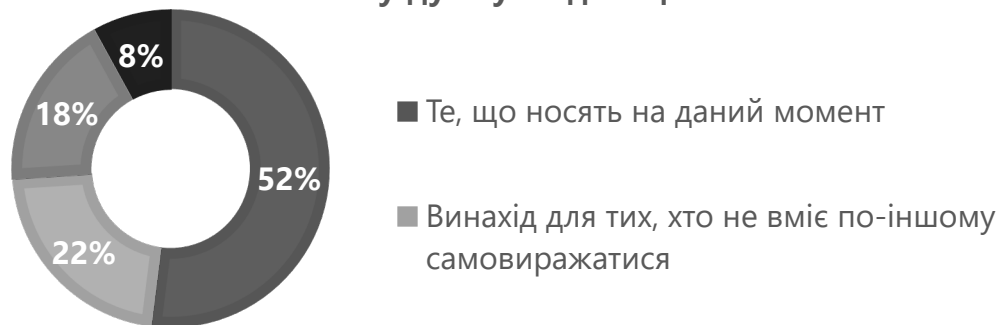 8%
18%
52%
22%
Те, що носять на даний момент
Винахід для тих, хто не вміє по-іншому
самовиражатися